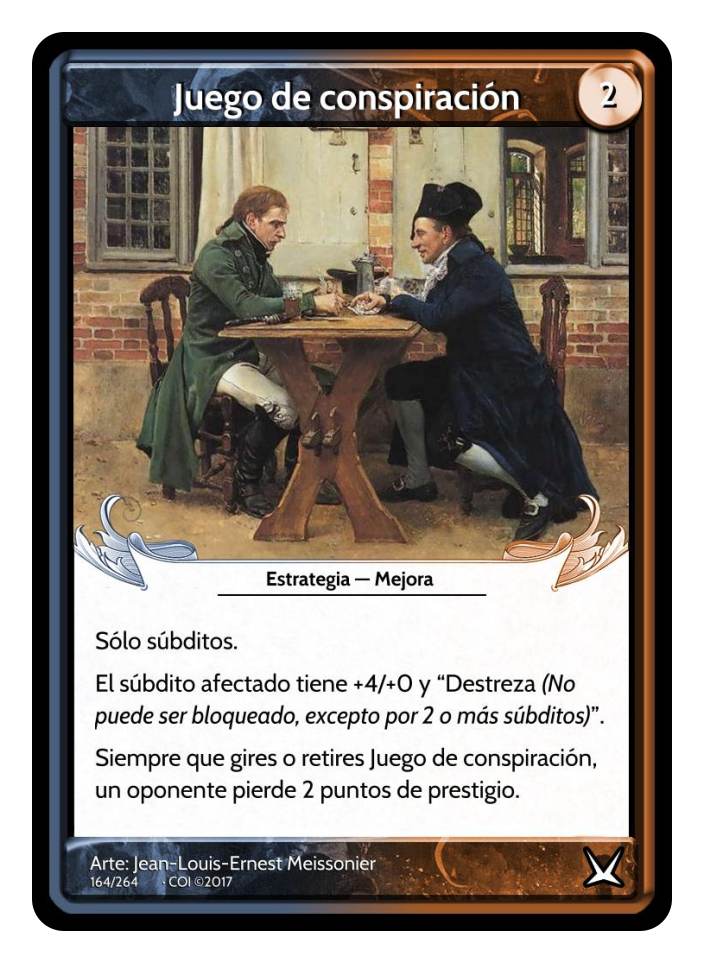 Juego de conspiración
2
Estrategia — Mejora
Sólo súbditos.
El súbdito afectado tiene +4/+0 y “Destreza (No
puede ser bloqueado, excepto por 2 o más súbditos)”.
Siempre que gires o retires Juego de conspiración,
un oponente pierde 2 puntos de prestigio.
Arte: Jean-Louis-Ernest Meissonier
164/264 · COI ©2017